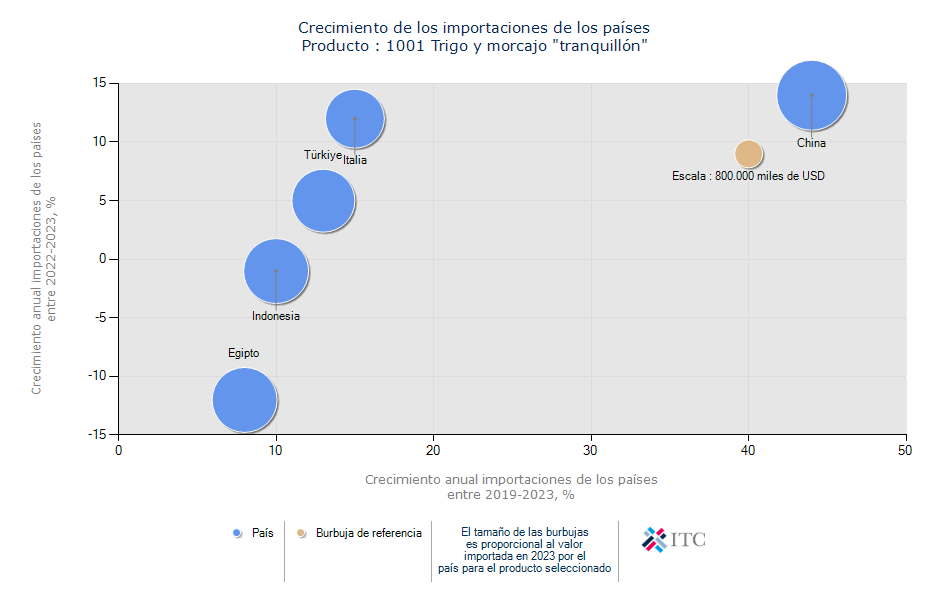 Crecimiento de los importaciones de los países
Producto : 1001 Trigo y morcajo "tranquillón"
Crecimiento anual importaciones de los países
entre 2022-2023, %
15
10
5
0
-5
-10
-15
China
Escala : 800.000 miles de USD
Türkiye
Italia
Indonesia
Egipto
0
10
20
30
40
50
Crecimiento anual importaciones de los países
entre 2019-2023, %
País
Burbuja de referencia
El tamaño de las burbujas
es proporcional al valor
importada en 2023 por el
país para el producto seleccionado
ITC